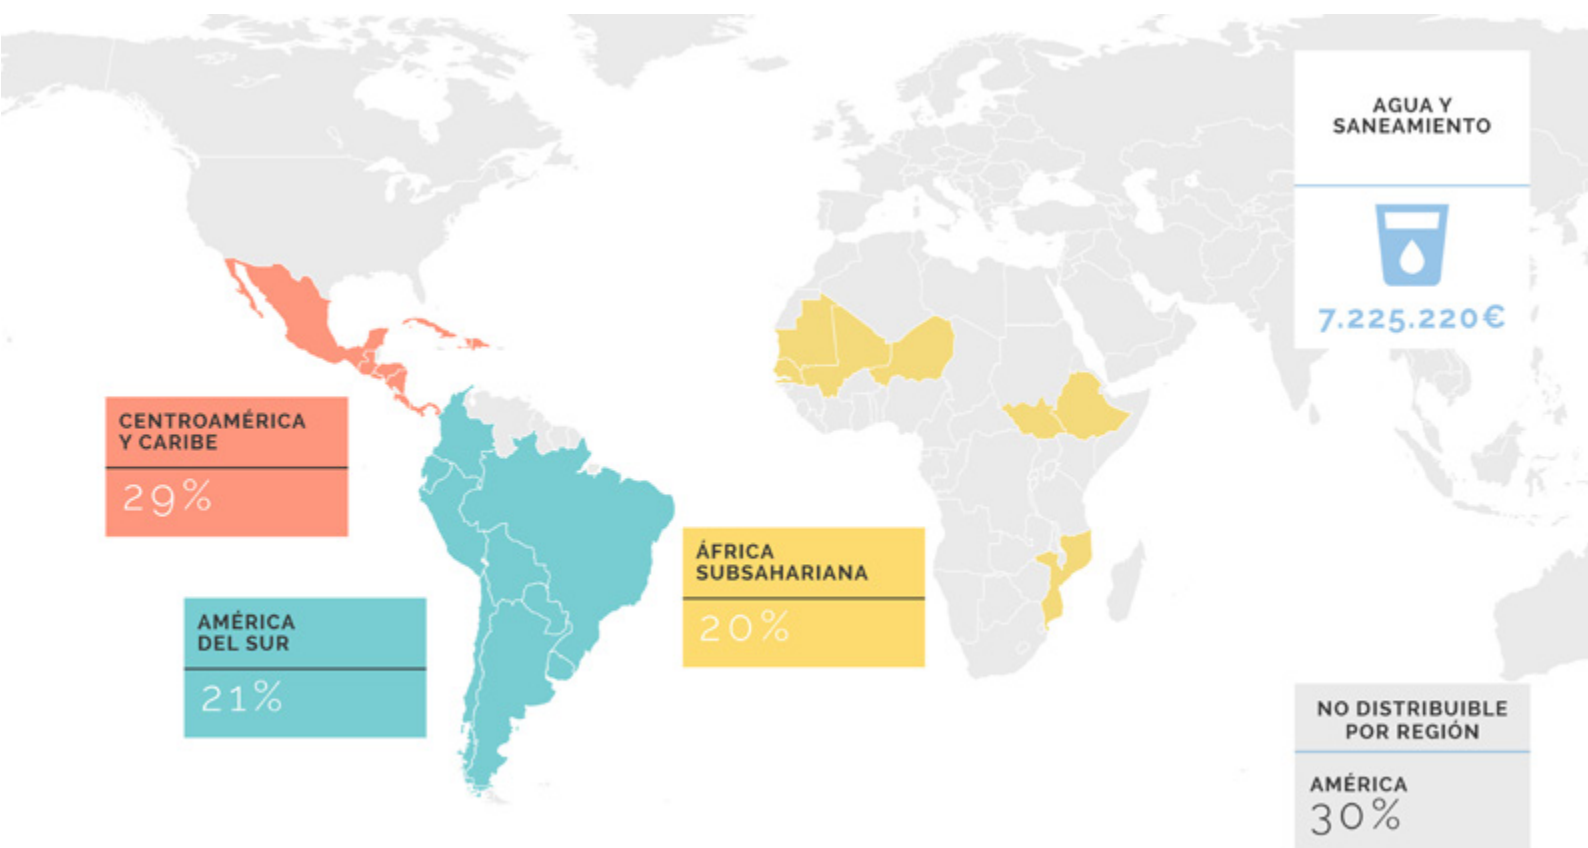 AGUA Y
SANEAMIENTO
7.225.220€
CENTROAMÉRICA
Y CARIBE
29%
AMÉRICA
DEL SUR
21%
ÁFRICA
SUBSAHARIANA
20%
NO DISTRIBUIBLE
POR REGIÓN
AMÉRICA
30%